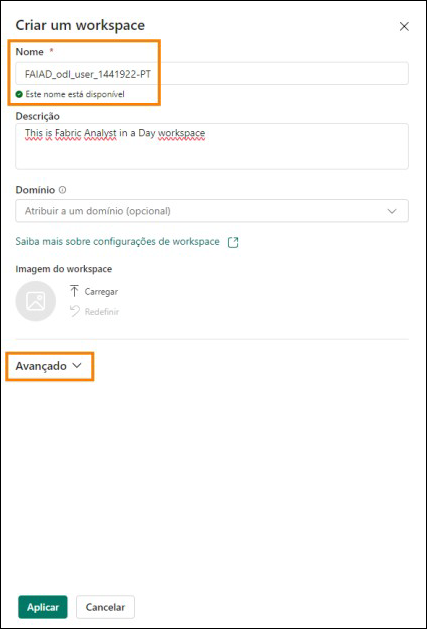 Criar um workspace
Nome *
FAIAD_odl_user_1441922-PT
Este nome está disponível
Descrição
This is Fabric Analyst in a Day workspace
Domínio
Atribuir a um domínio (opcional)
Saiba mais sobre configurações de workspace
Imagem do workspace
Carregar
Redefinir
Avançado
Aplicar
Cancelar